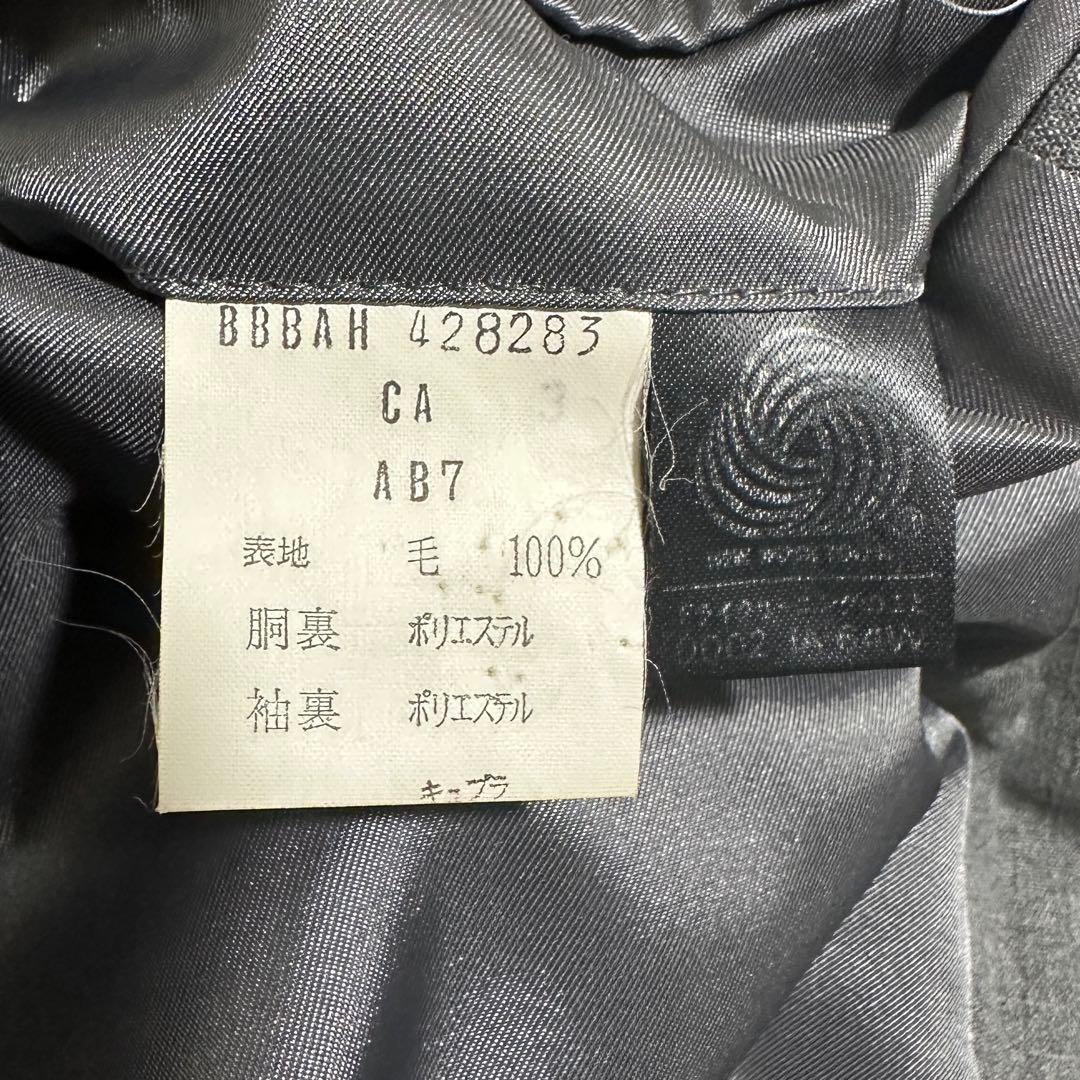 BBBAH 428283
CA
AB7
表地 毛 100%
胴裏 ポリエステル
袖裏 ポリエステル
キュプラ